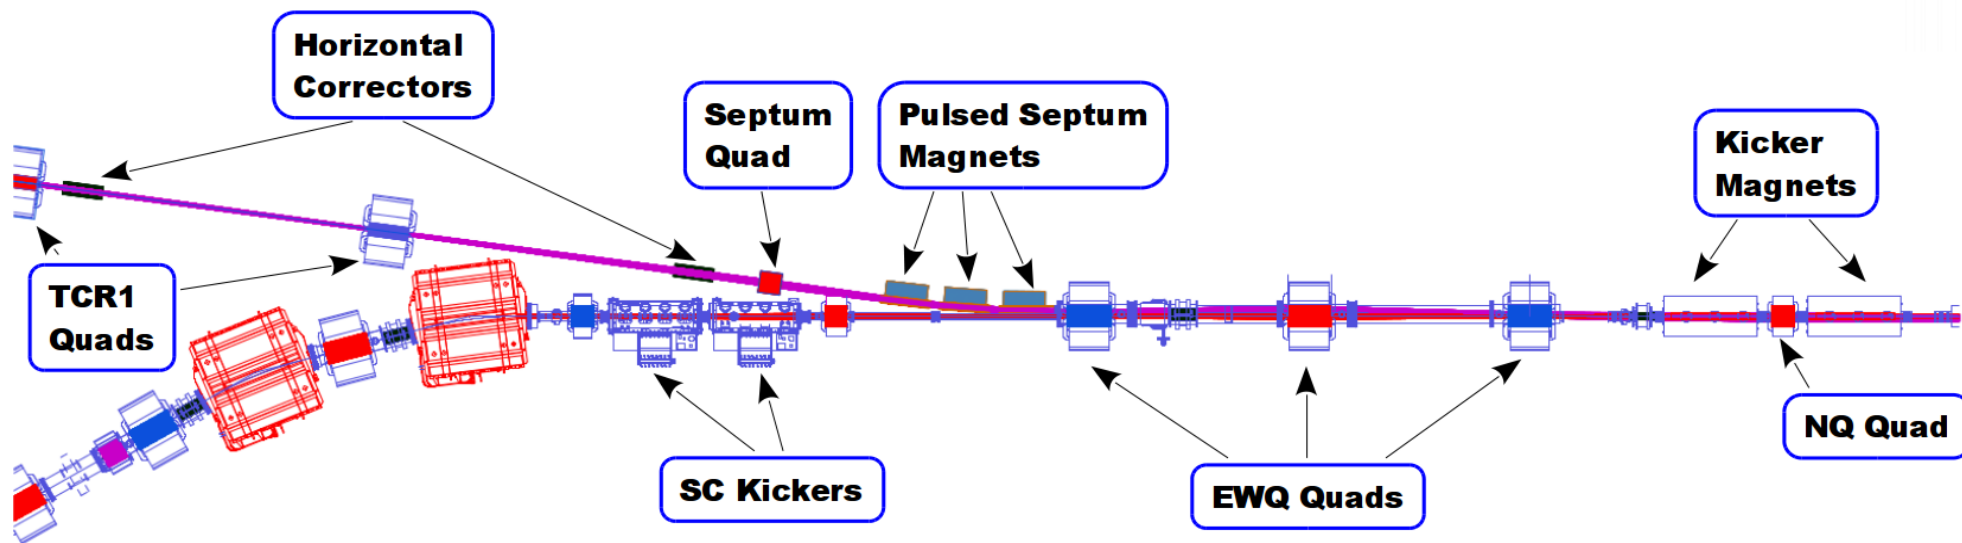 Horizontal
Correctors
Septum
Quad
Pulsed Septum
Magnets
Kicker
Magnets
TCR1
Quads
SC Kickers
EWQ Quads
NQ Quad